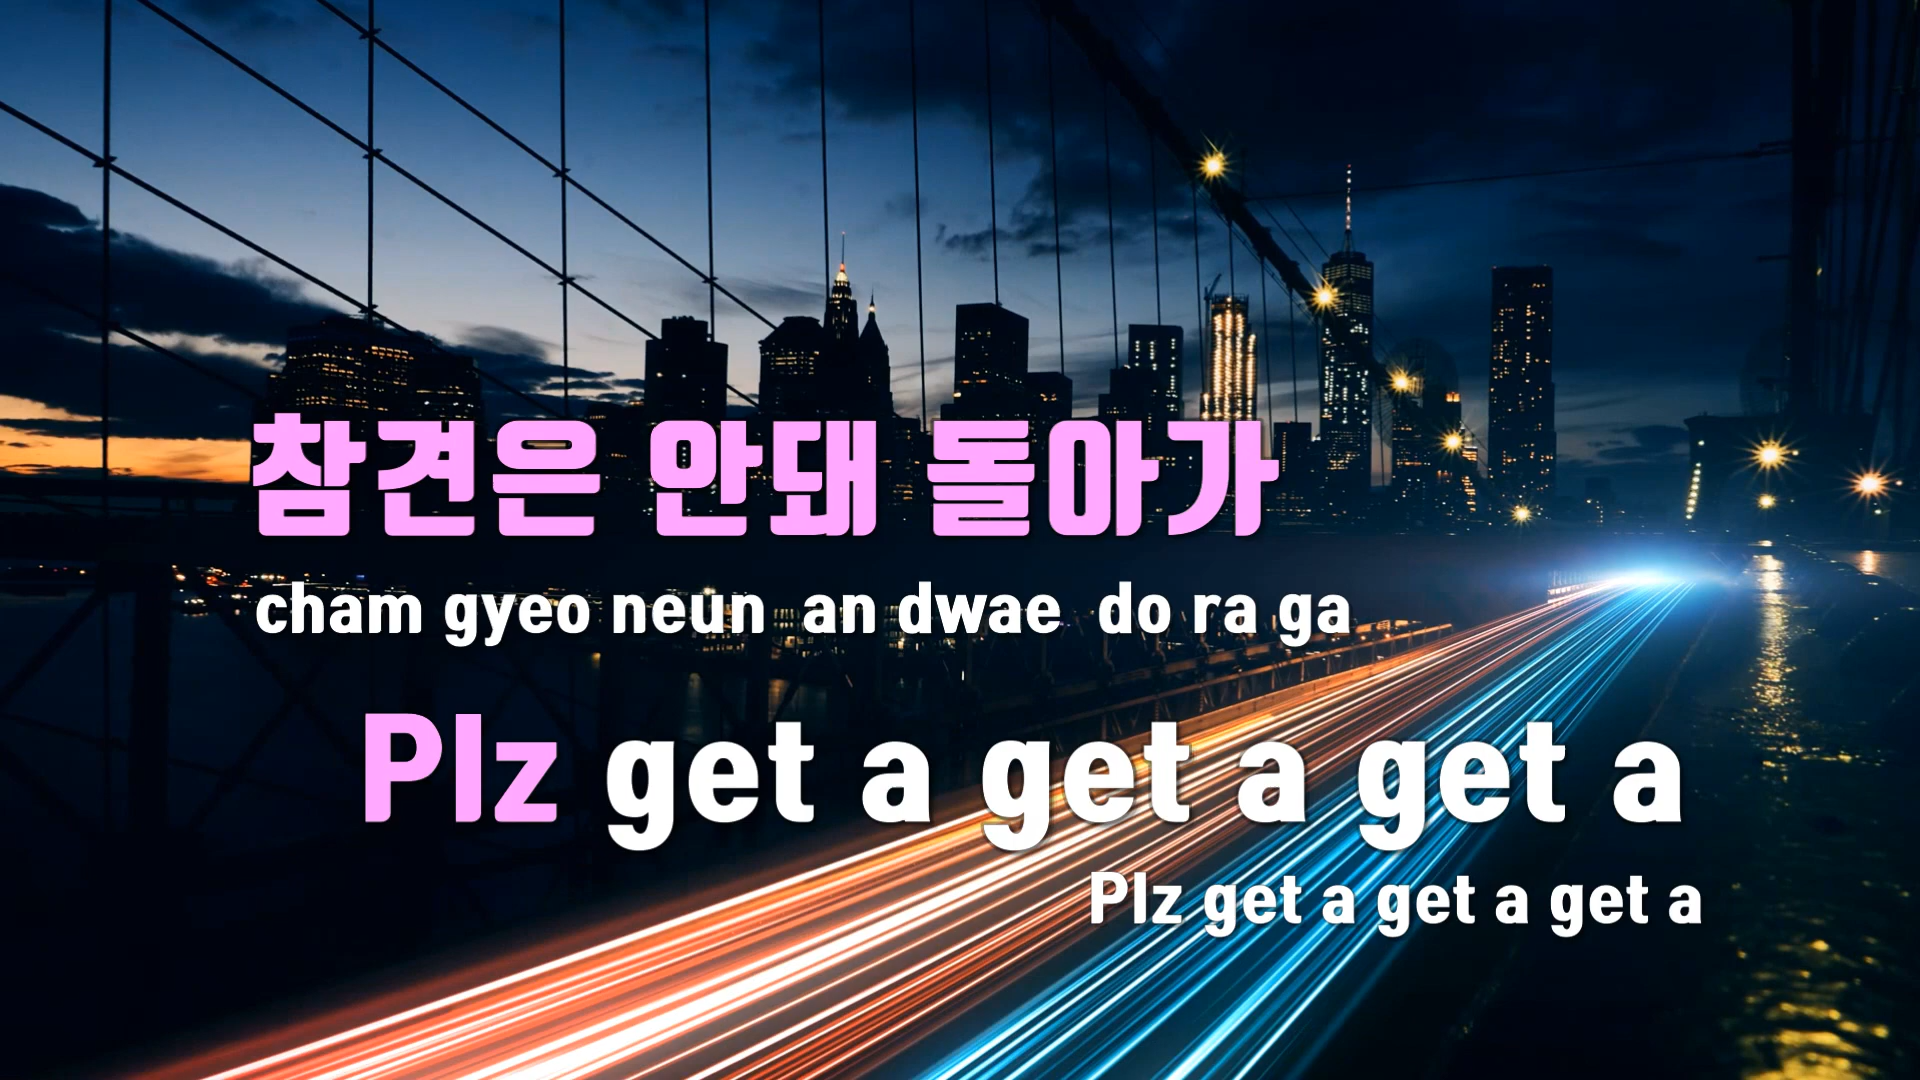 참견은 안돼 돌아가
cham gyeo neun an dwae do ra ga
Plz get a get a get a
Plz get a get a get a